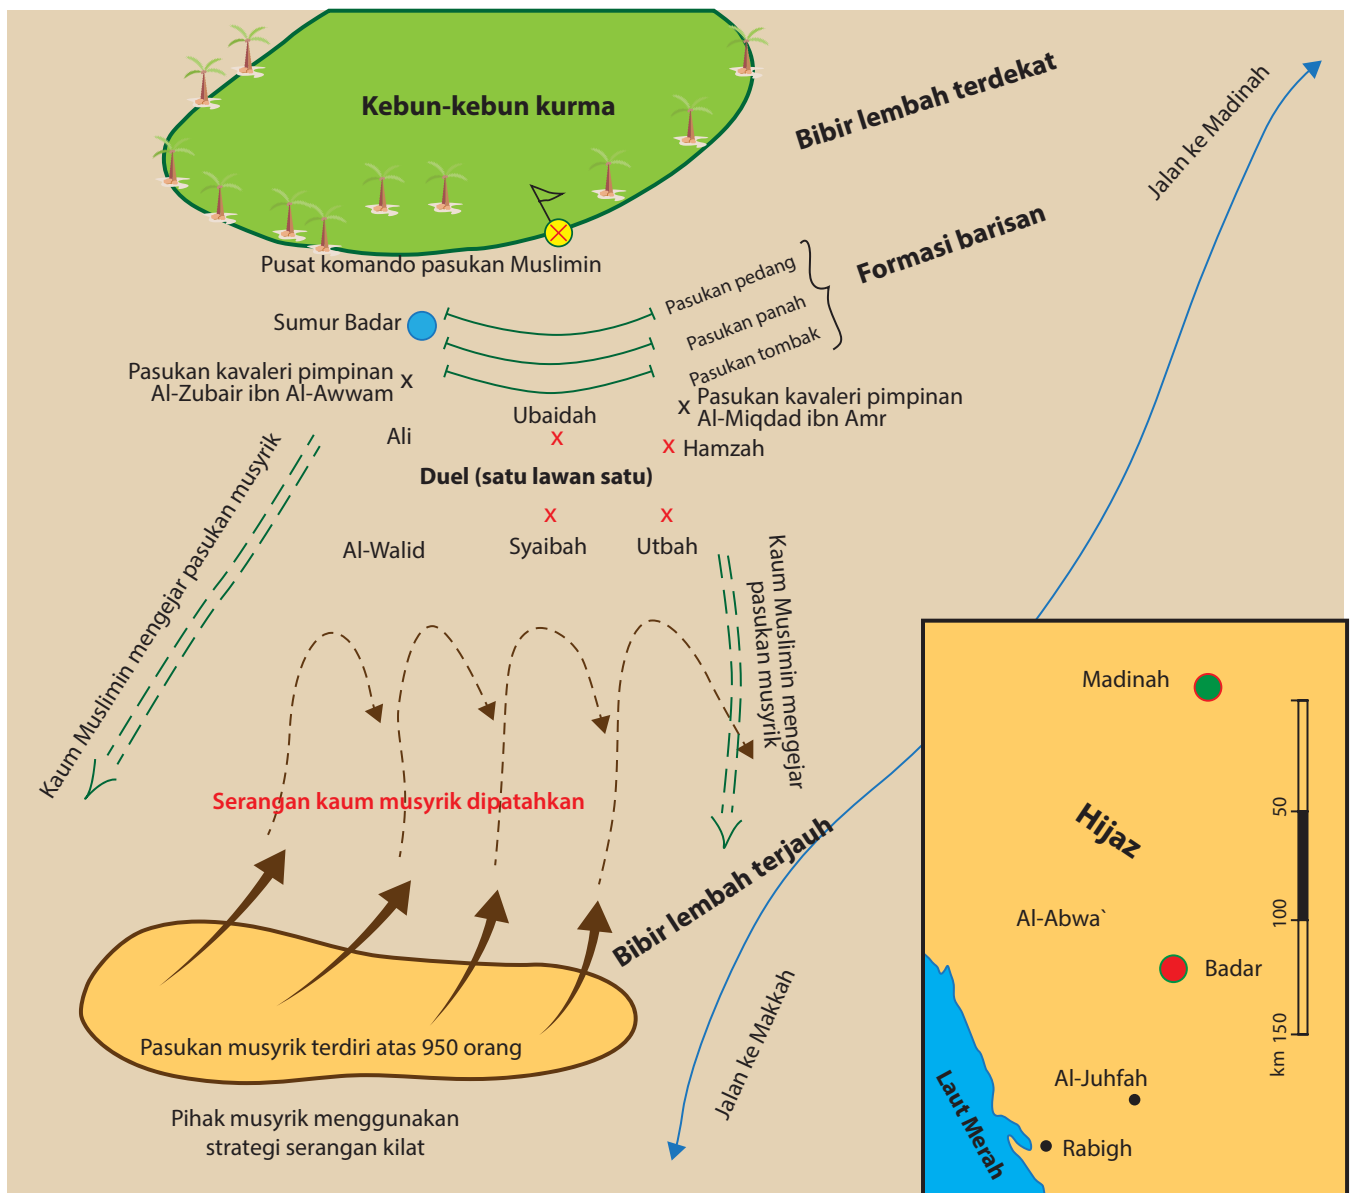 Kebun-kebun kurma
Bibir lembah terdekat
Jalan ke Madinah
Pusat komando pasukan Muslimin
Formasi barisan
Pasukan pedang
Pasukan panah
Pasukan tombak
Sumur Badar
Pasukan kavaleri pimpinan
Al-Zubair ibn Al-Awwam x
x Pasukan kavaleri pimpinan
Al-Miqdad ibn Amr
Ali
Ubaidah
x
x Hamzah
Duel (satu lawan satu)
x
x
Al-Walid
Syaibah
Utbah
Kaum Muslimin mengejar pasukan musyrik
Kaum Muslimin mengejar
pasukan musyrik
Serangan kaum musyrik dipatahkan
Bibir lembah terjauh
Jalan ke Makkah
Pasukan musyrik terdiri atas 950 orang
Pihak musyrik menggunakan
strategi serangan kilat
Madinah
Hijaz
50
Al-Abwa`
100
Badar
km 150
Al-Juhfah
Laut Merah
Rabigh